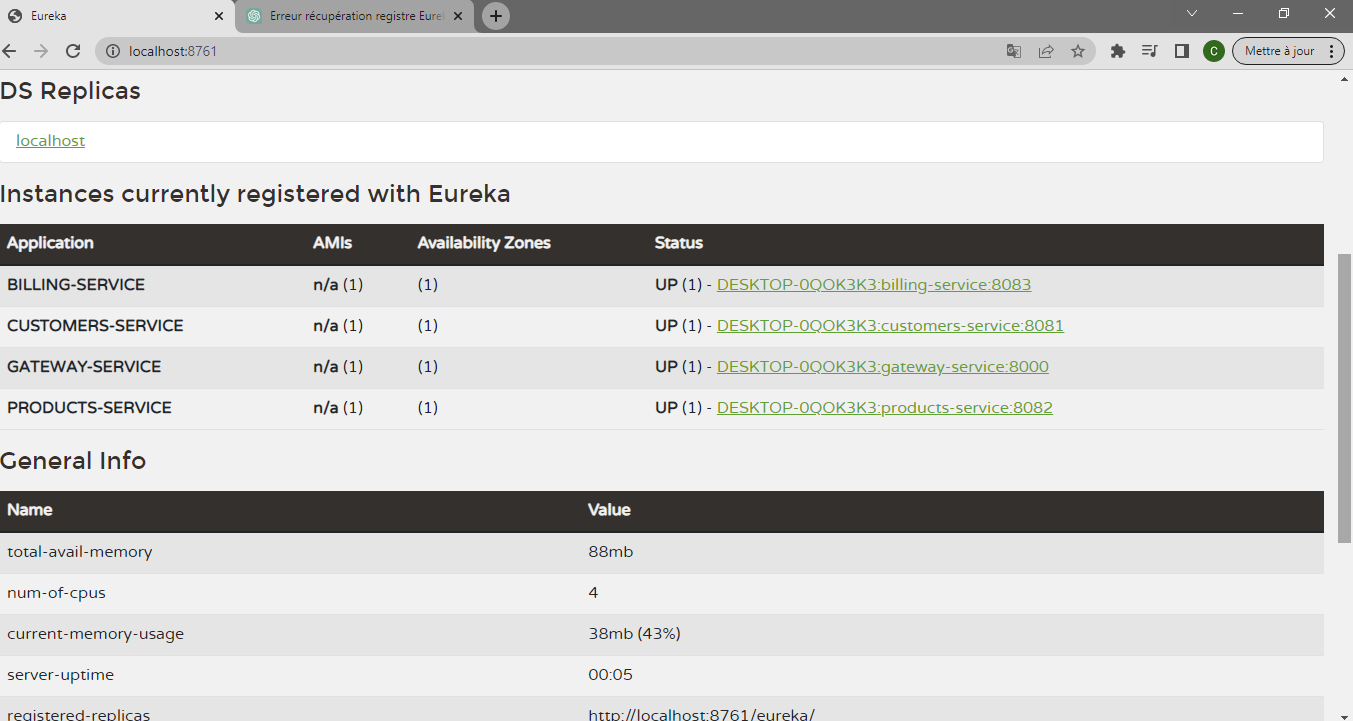 Eureka
Erreur récupération registre Eure
localhost:8761
C
Mettre à jour
DS Replicas
localhost
Instances currently registered with Eureka
Application AMIs Availability Zones Status
BILLING-SERVICE n/a (1) (1) UP (1) - DESKTOP-0QOK3K3:billing-service:8083
CUSTOMERS-SERVICE n/a (1) (1) UP (1) - DESKTOP-0QOK3K3:customers-service:8081
GATEWAY-SERVICE n/a (1) (1) UP (1) - DESKTOP-0QOK3K3:gateway-service:8000
PRODUCTS-SERVICE n/a (1) (1) UP (1) - DESKTOP-0QOK3K3:products-service:8082
General Info
Name Value
total-avail-memory 88mb
num-of-cpus 4
current-memory-usage 38mb (43%)
server-uptime 00:05
registered-replicas http://localhost:8761/eureka/